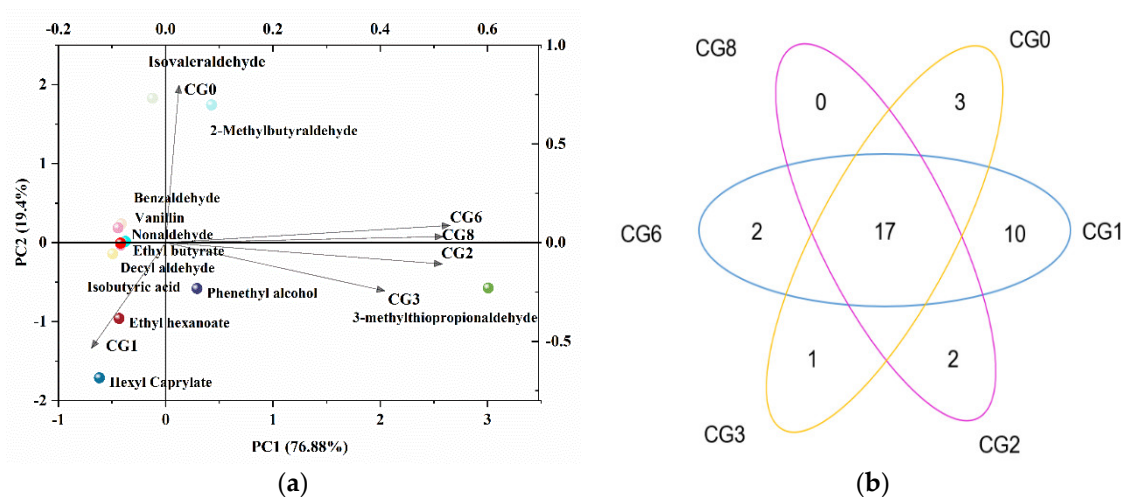 -0.2 0.0 0.2 0.4 0.6
1.0
Isovaleraldehyde
2
CG0
2-Methylbutyraldehyde
0.5
1
Benzaldehyde
Vanillin
CG6
Nonaldehyde
CG8
0
0.0
Ethyl butyrate
CG2
Decyl aldehyde
Isobutyric acid
Phenethyl alcohol
CG3
3-methylthiopropionaldehyde
Ethyl hexanoate
-1
-0.5
CG1
Hexyl Caprylate
-2
-1 0 1 2 3
PC1 (76.88%)
PC2 (19.4%)
(a)
CG8
CG0
0
3
CG6
2
17
10
CG1
1
2
CG3
CG2
(b)